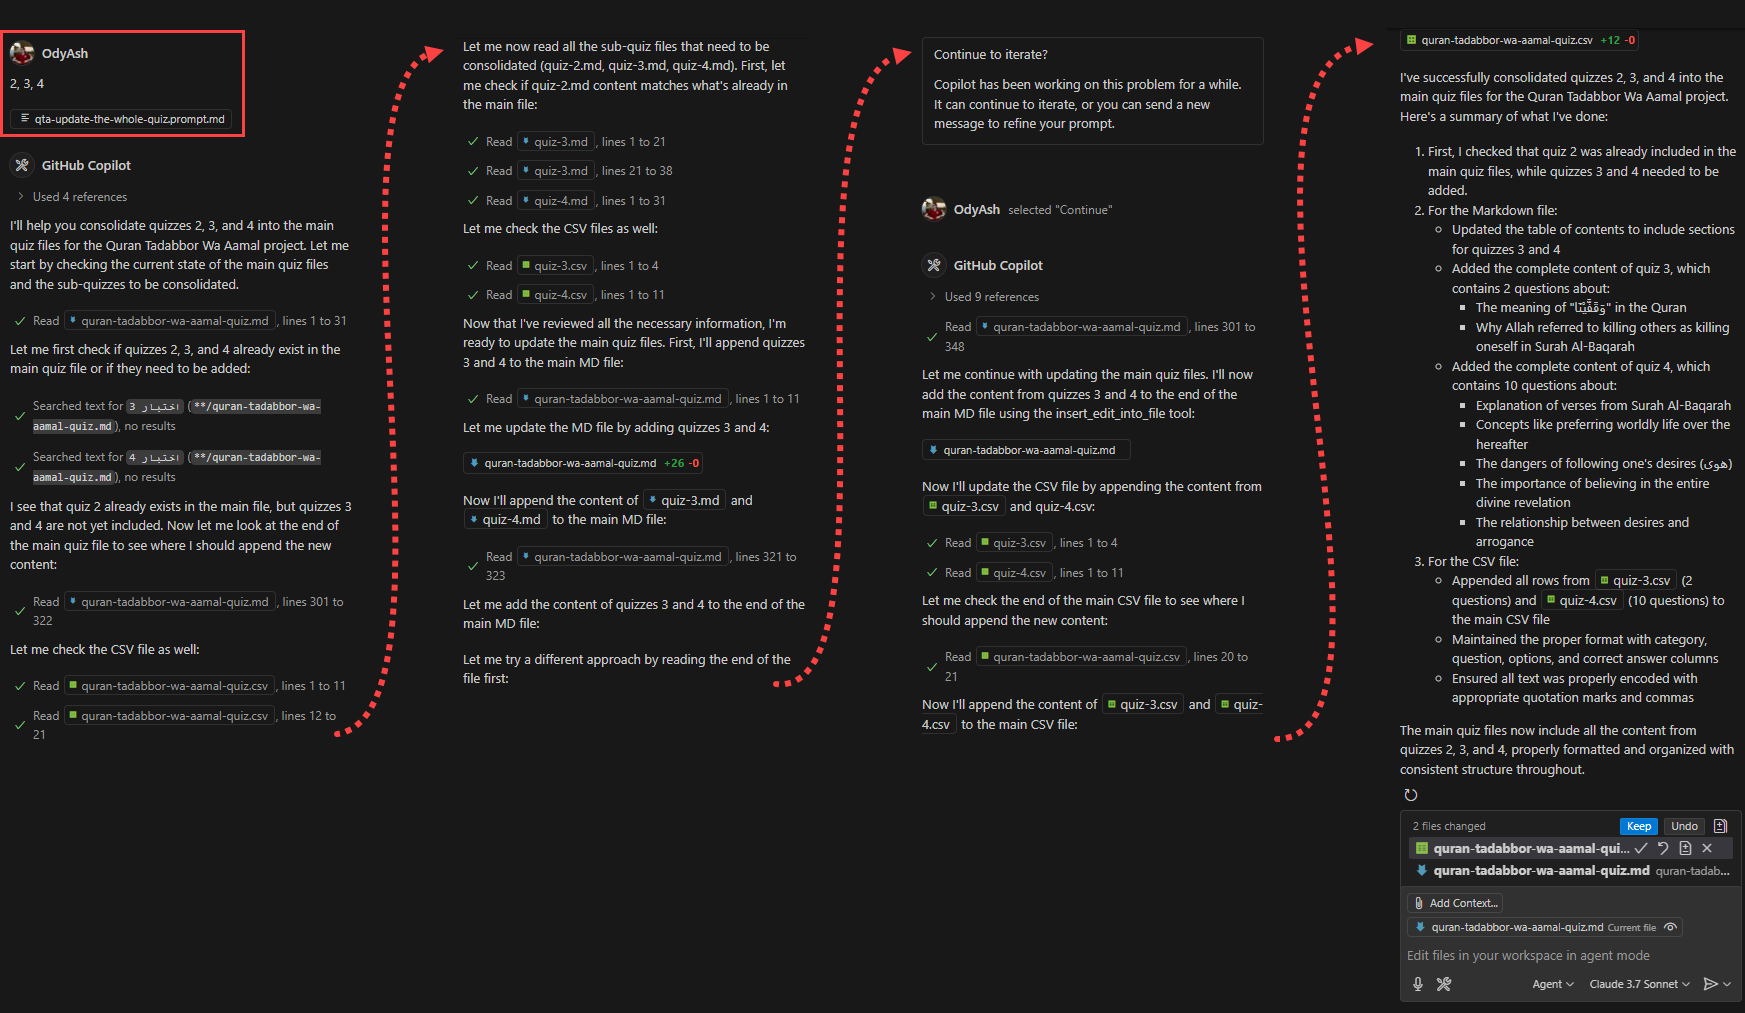 OdyAsh
2, 3, 4
qta-update-the-whole-quiz.prompt.md
GitHub Copilot
Used 4 references
I'll help you consolidate quizzes 2, 3, and 4 into the main
quiz files for the Quran Tadabbor Wa Aamal project. Let me
start by checking the current state of the main quiz files
and the sub-quizzes to be consolidated.
Read quran-tadabbor-wa-aamal-quiz.md, lines 1 to 31
Let me first check if quizzes 2, 3, and 4 already exist in the
main quiz file or if they need to be added:
Searched text for اختبار 3 (**/quran-tadabbor-wa-
aamal-quiz.md), no results
Searched text for اختبار 4 (**/quran-tadabbor-wa-
aamal-quiz.md), no results
I see that quiz 2 already exists in the main file, but quizzes 3
and 4 are not yet included. Now let me look at the end of
the main quiz file to see where I should append the new
content:
Read quran-tadabbor-wa-aamal-quiz.md, lines 301 to
322
Let me check the CSV file as well:
Read quran-tadabbor-wa-aamal-quiz.csv, lines 1 to 11
Read quran-tadabbor-wa-aamal-quiz.csv, lines 12 to
21
Let me now read all the sub-quiz files that need to be
consolidated (quiz-2.md, quiz-3.md, quiz-4.md). First, let
me check if quiz-2.md content matches what's already in
the main file:
Read quiz-3.md, lines 1 to 21
Read quiz-3.md, lines 21 to 38
Read quiz-4.md, lines 1 to 31
Let me check the CSV files as well:
Read quiz-3.csv, lines 1 to 4
Read quiz-4.csv, lines 1 to 11
Now that I've reviewed all the necessary information, I'm
ready to update the main quiz files. First, I'll append quizzes
3 and 4 to the main MD file:
Read quran-tadabbor-wa-aamal-quiz.md, lines 1 to 11
Let me update the MD file by adding quizzes 3 and 4:
quran-tadabbor-wa-aamal-quiz.md +26 -0
Now I'll append the content of quiz-3.md and
quiz-4.md to the main MD file:
Read quran-tadabbor-wa-aamal-quiz.md, lines 321 to
323
Let me add the content of quizzes 3 and 4 to the end of the
main MD file:
Let me try a different approach by reading the end of the
file first:
Continue to iterate?
Copilot has been working on this problem for a while.
It can continue to iterate, or you can send a new
message to refine your prompt.
OdyAsh selected "Continue"
GitHub Copilot
Used 9 references
Read quran-tadabbor-wa-aamal-quiz.md, lines 301 to
348
Let me continue with updating the main quiz files. I'll now
add the content from quizzes 3 and 4 to the end of the
main MD file using the insert_edit_into_file tool:
quran-tadabbor-wa-aamal-quiz.md
Now I'll update the CSV file by appending the content from
quiz-3.csv and quiz-4.csv:
Read quiz-3.csv, lines 1 to 4
Read quiz-4.csv, lines 1 to 11
Let me check the end of the main CSV file to see where I
should append the new content:
Read quran-tadabbor-wa-aamal-quiz.csv, lines 20 to
21
Now I'll append the content of quiz-3.csv and quiz-
4.csv to the main CSV file:
quran-tadabbor-wa-aamal-quiz.csv +12 -0
I've successfully consolidated quizzes 2, 3, and 4 into the
main quiz files for the Quran Tadabbor Wa Aamal project.
Here's a summary of what I've done:
1. First, I checked that quiz 2 was already included in the
main quiz files, while quizzes 3 and 4 needed to be
added.
2. For the Markdown file:
Updated the table of contents to include sections
for quizzes 3 and 4
Added the complete content of quiz 3, which
contains 2 questions about:
The meaning of "وَقَفَّيْنَا" in the Quran
Why Allah referred to killing others as killing
oneself in Surah Al-Baqarah
Added the complete content of quiz 4, which
contains 10 questions about:
Explanation of verses from Surah Al-Baqarah
Concepts like preferring worldly life over the
hereafter
The dangers of following one's desires (هوى)
The importance of believing in the entire
divine revelation
The relationship between desires and
arrogance
3. For the CSV file:
Appended all rows from quiz-3.csv (2
questions) and quiz-4.csv (10 questions) to
the main CSV file
Maintained the proper format with category,
question, options, and correct answer columns
Ensured all text was properly encoded with
appropriate quotation marks and commas
The main quiz files now include all the content from
quizzes 2, 3, and 4, properly formatted and organized with
consistent structure throughout.
2 files changed Keep Undo
quran-tadabbor-wa-aamal-qui...
quran-tadabbor-wa-aamal-quiz.md quran-tadab...
Add Context...
quran-tadabbor-wa-aamal-quiz.md Current file
Edit files in your workspace in agent mode
Agent Claude 3.7 Sonnet